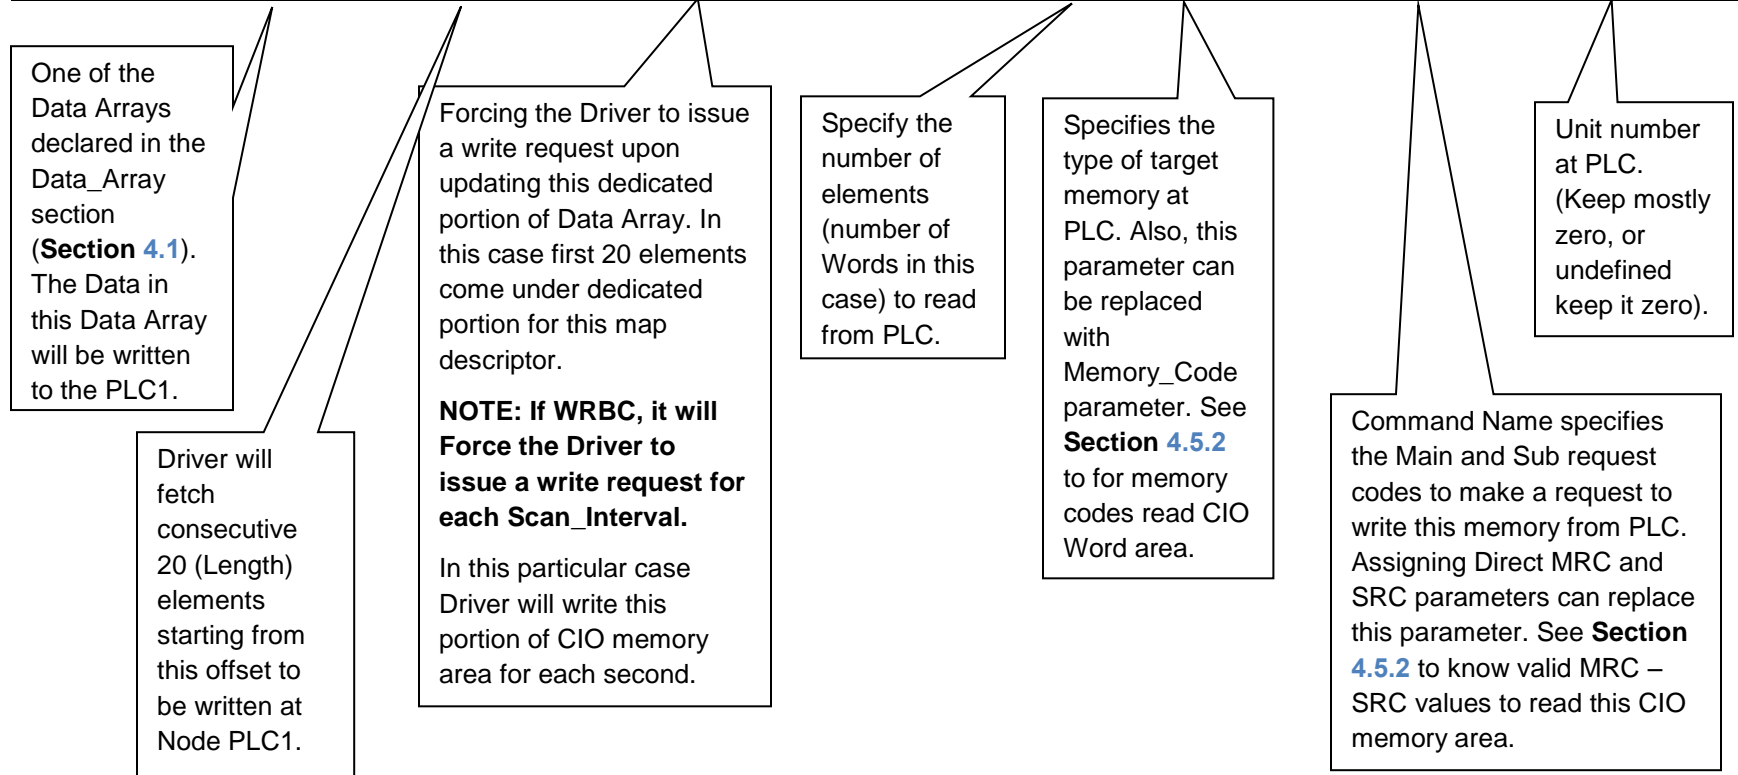 One of the
Data Arrays
declared in the
Data_Array
section
(Section 4.1).
The Data in
this Data Array
will be written
to the PLC1.
Driver will
fetch
consecutive
20 (Length)
elements
starting from
this offset to
be written at
Node PLC1.
Forcing the Driver to issue
a write request upon
updating this dedicated
portion of Data Array. In
this case first 20 elements
come under dedicated
portion for this map
descriptor.
NOTE: If WRBC, it will
Force the Driver to
issue a write request for
each Scan_Interval.
In this particular case
Driver will write this
portion of CIO memory
area for each second.
Specify the
number of
elements
(number of
Words in this
case) to read
from PLC.
Specifies the
type of target
memory at
PLC. Also, this
parameter can
be replaced
with
Memory_Code
parameter. See
Section 4.5.2
to for memory
codes read CIO
Word area.
Command Name specifies
the Main and Sub request
codes to make a request to
write this memory from PLC.
Assigning Direct MRC and
SRC parameters can replace
this parameter. See Section
4.5.2 to know valid MRC –
SRC values to read this CIO
memory area.
Unit number
at PLC.
(Keep mostly
zero, or
undefined
keep it zero).